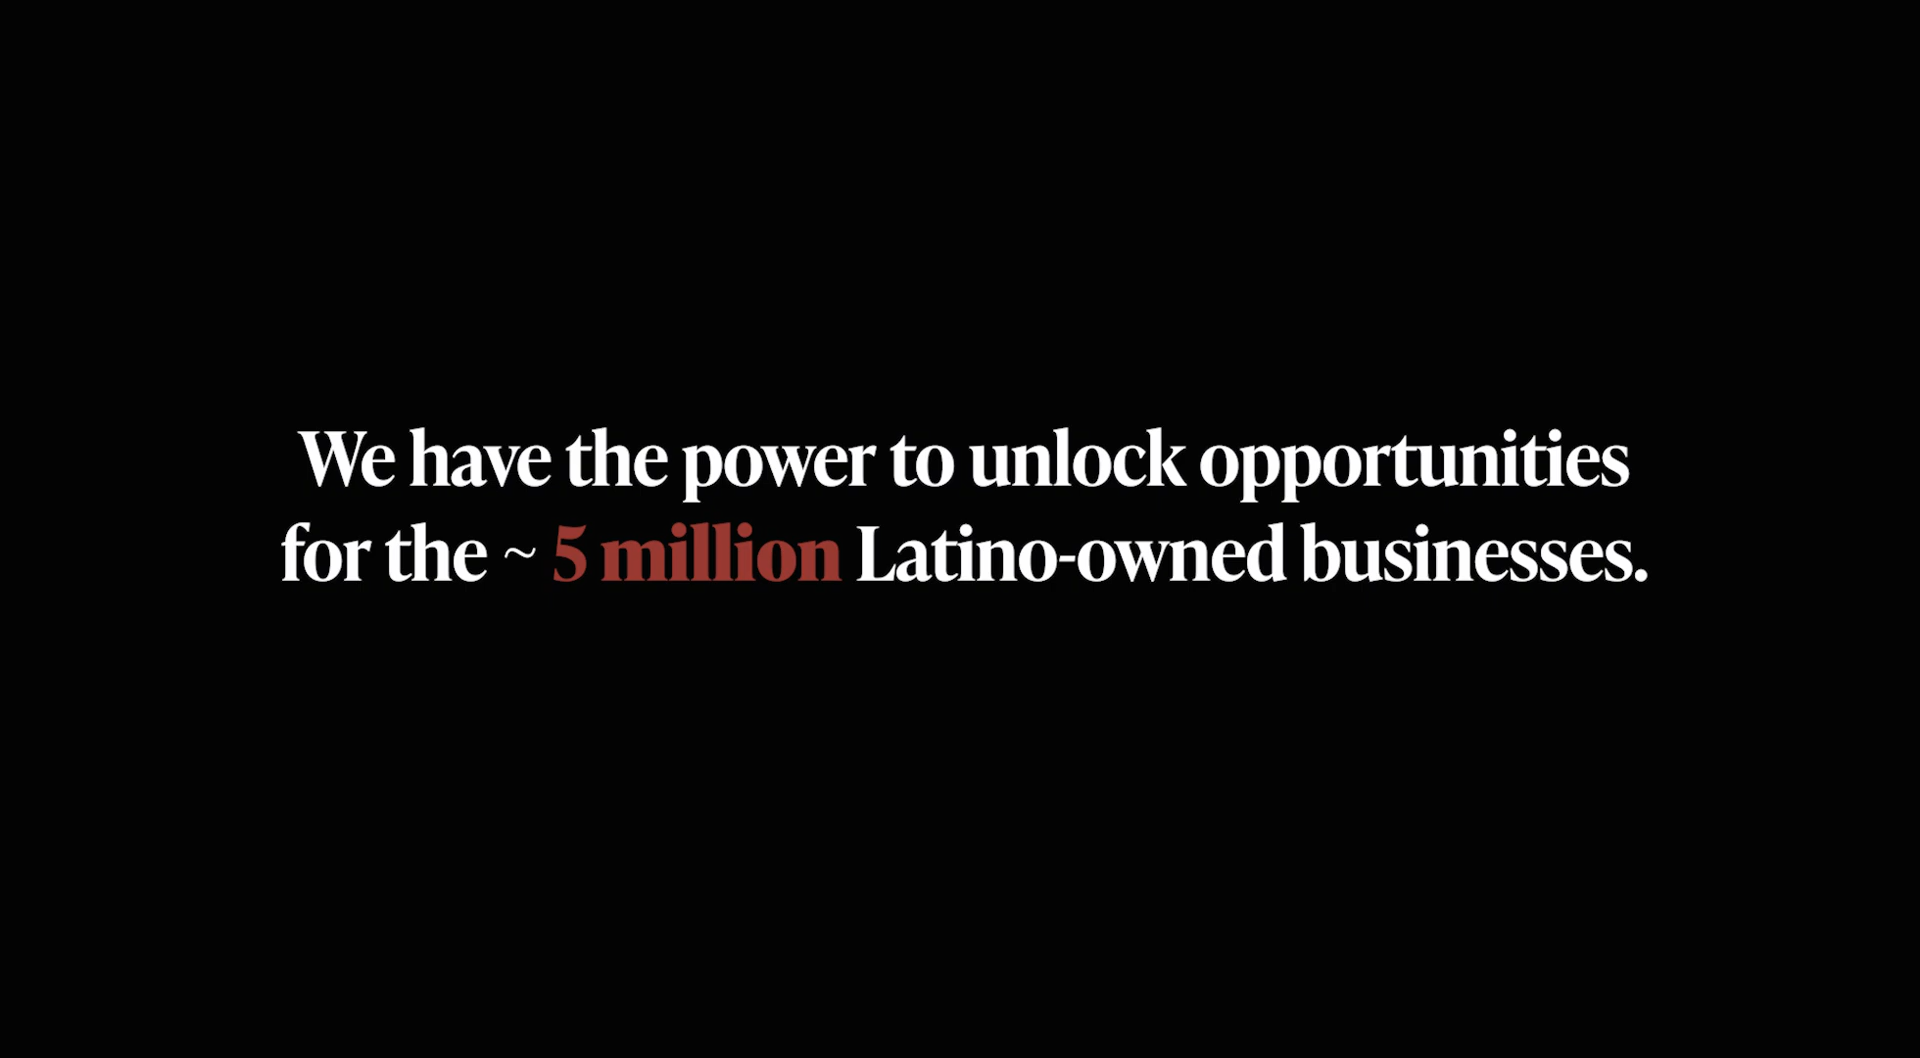 We have the power to unlock opportunities
for the ~ 5 million Latino-owned businesses.